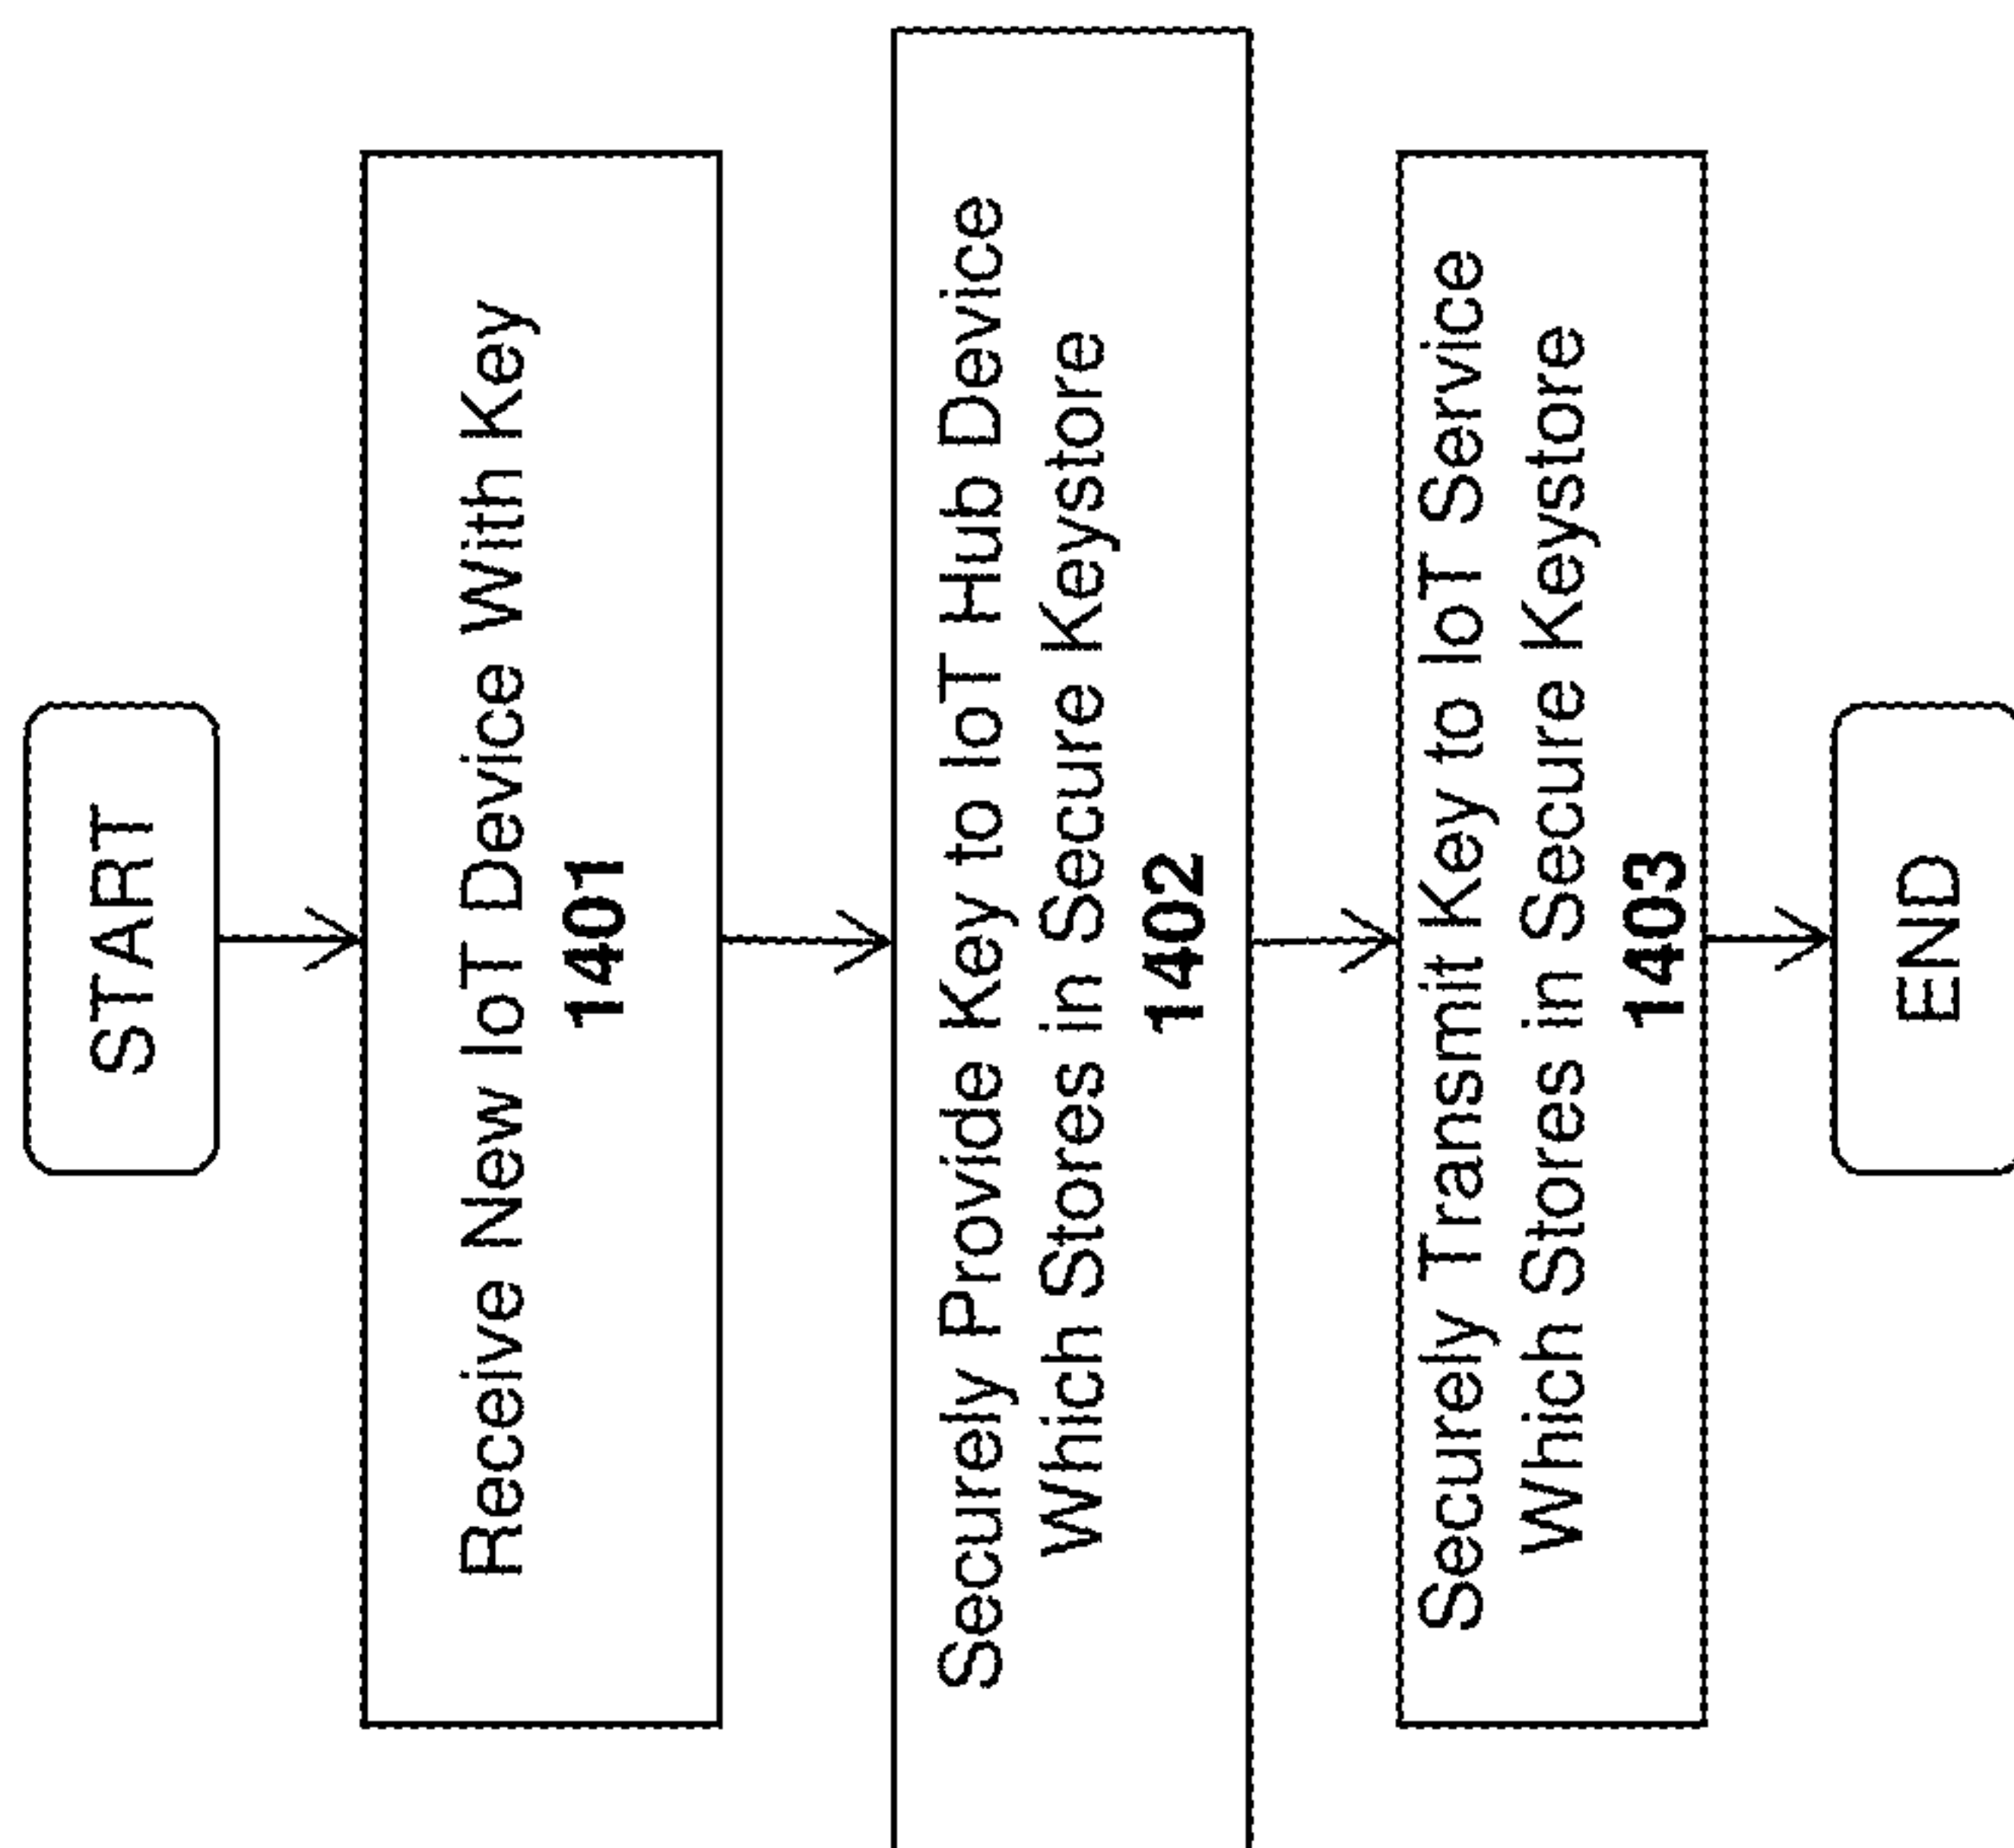 START
Receive New IoT Device With Key
1401
Securely Provide Key to IoT Hub Device
Which Stores in Secure Keystore
1402
Securely Transmit Key to IoT Service
Which Stores in Secure Keystore
1403
END